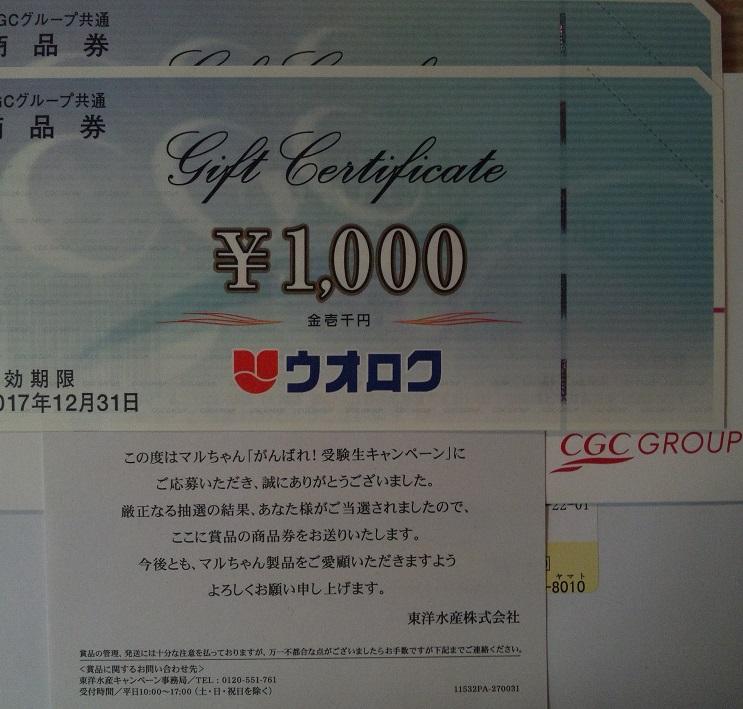 GCグループ共通
商品券
GCグループ共通
商品券
Gift Certificate
¥1,000
金壱千円
ウオロク
効期限
017年12月31日
CGC GROUP
この度はマルちゃん「がんばれ！受験生キャンペーン」に
ご応募いただき、誠にありがとうございました。
厳正なる抽選の結果、あなた様がご当選されましたので、
ここに賞品の商品券をお送りいたします。
今後とも、マルちゃん製品をご愛顧いただきますよう
よろしくお願い申し上げます。
東洋水産株式会社
-22-01
ヤマト
-8010
賞品の管理、発送には十分な注意を払っておりますが、万一不都合な点がございましたらお手数ですが下記までご連絡ください。
<賞品に関するお問い合わせ先>
東洋水産キャンペーン事務局／TEL：0120-551-761
受付時間／平日10:00～17:00（土・日・祝日を除く）
11532PA-270031